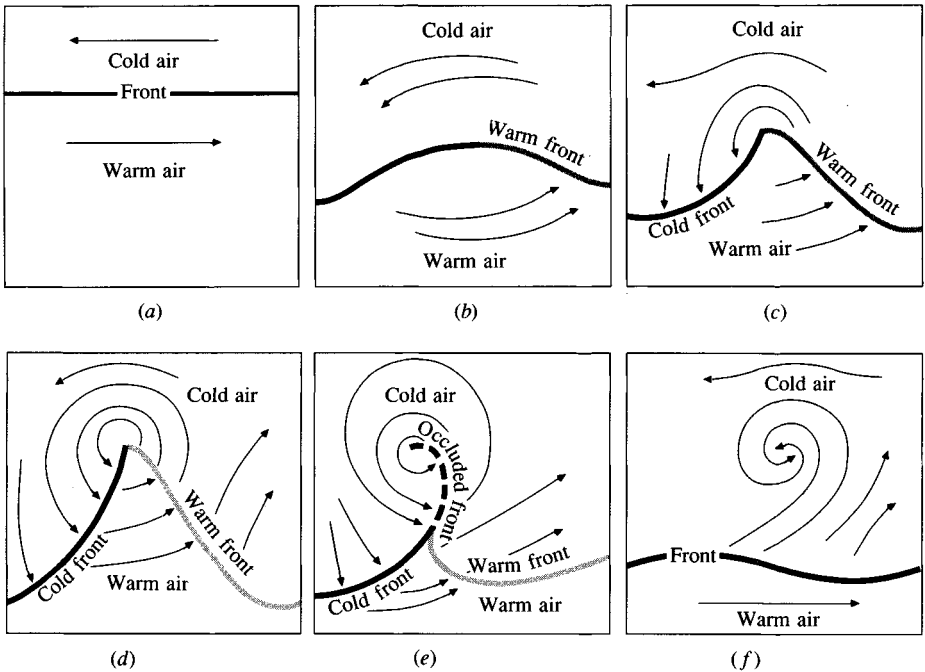 Cold air
Front
Warm air
(a)
Cold air
Warm front
Warm air
(b)
Cold air
Warm front
Cold front
Warm air
(c)
Cold air
Warm front
Cold front
Warm air
(d)
Cold air
Occluded front
Warm front
Cold front
Warm air
(e)
Cold air
Front
Warm air
(f)